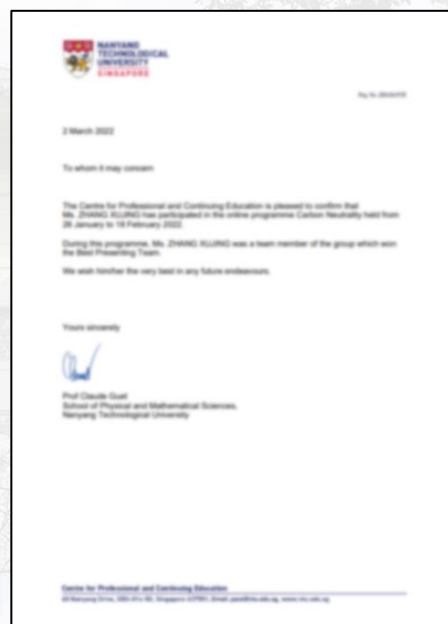 NANYANG
TECHNOLOGICAL
UNIVERSITY
SINGAPORE
2 March 2022
To whom it may concern
The Centre for Professional and Continuing Education is pleased to confirm that
Ms. ZHANG has participated in the online programme Carbon Neutrality held from
January to February 2022.
During this programme, Ms. ZHANG was a team member of the group which won
the Best Presenting Team.
We wish him/her the very best in any future endeavours.
Yours sincerely
Prof Claude Guet
School of Physical and Mathematical Sciences,
Nanyang Technological University
Centre for Professional and Continuing Education